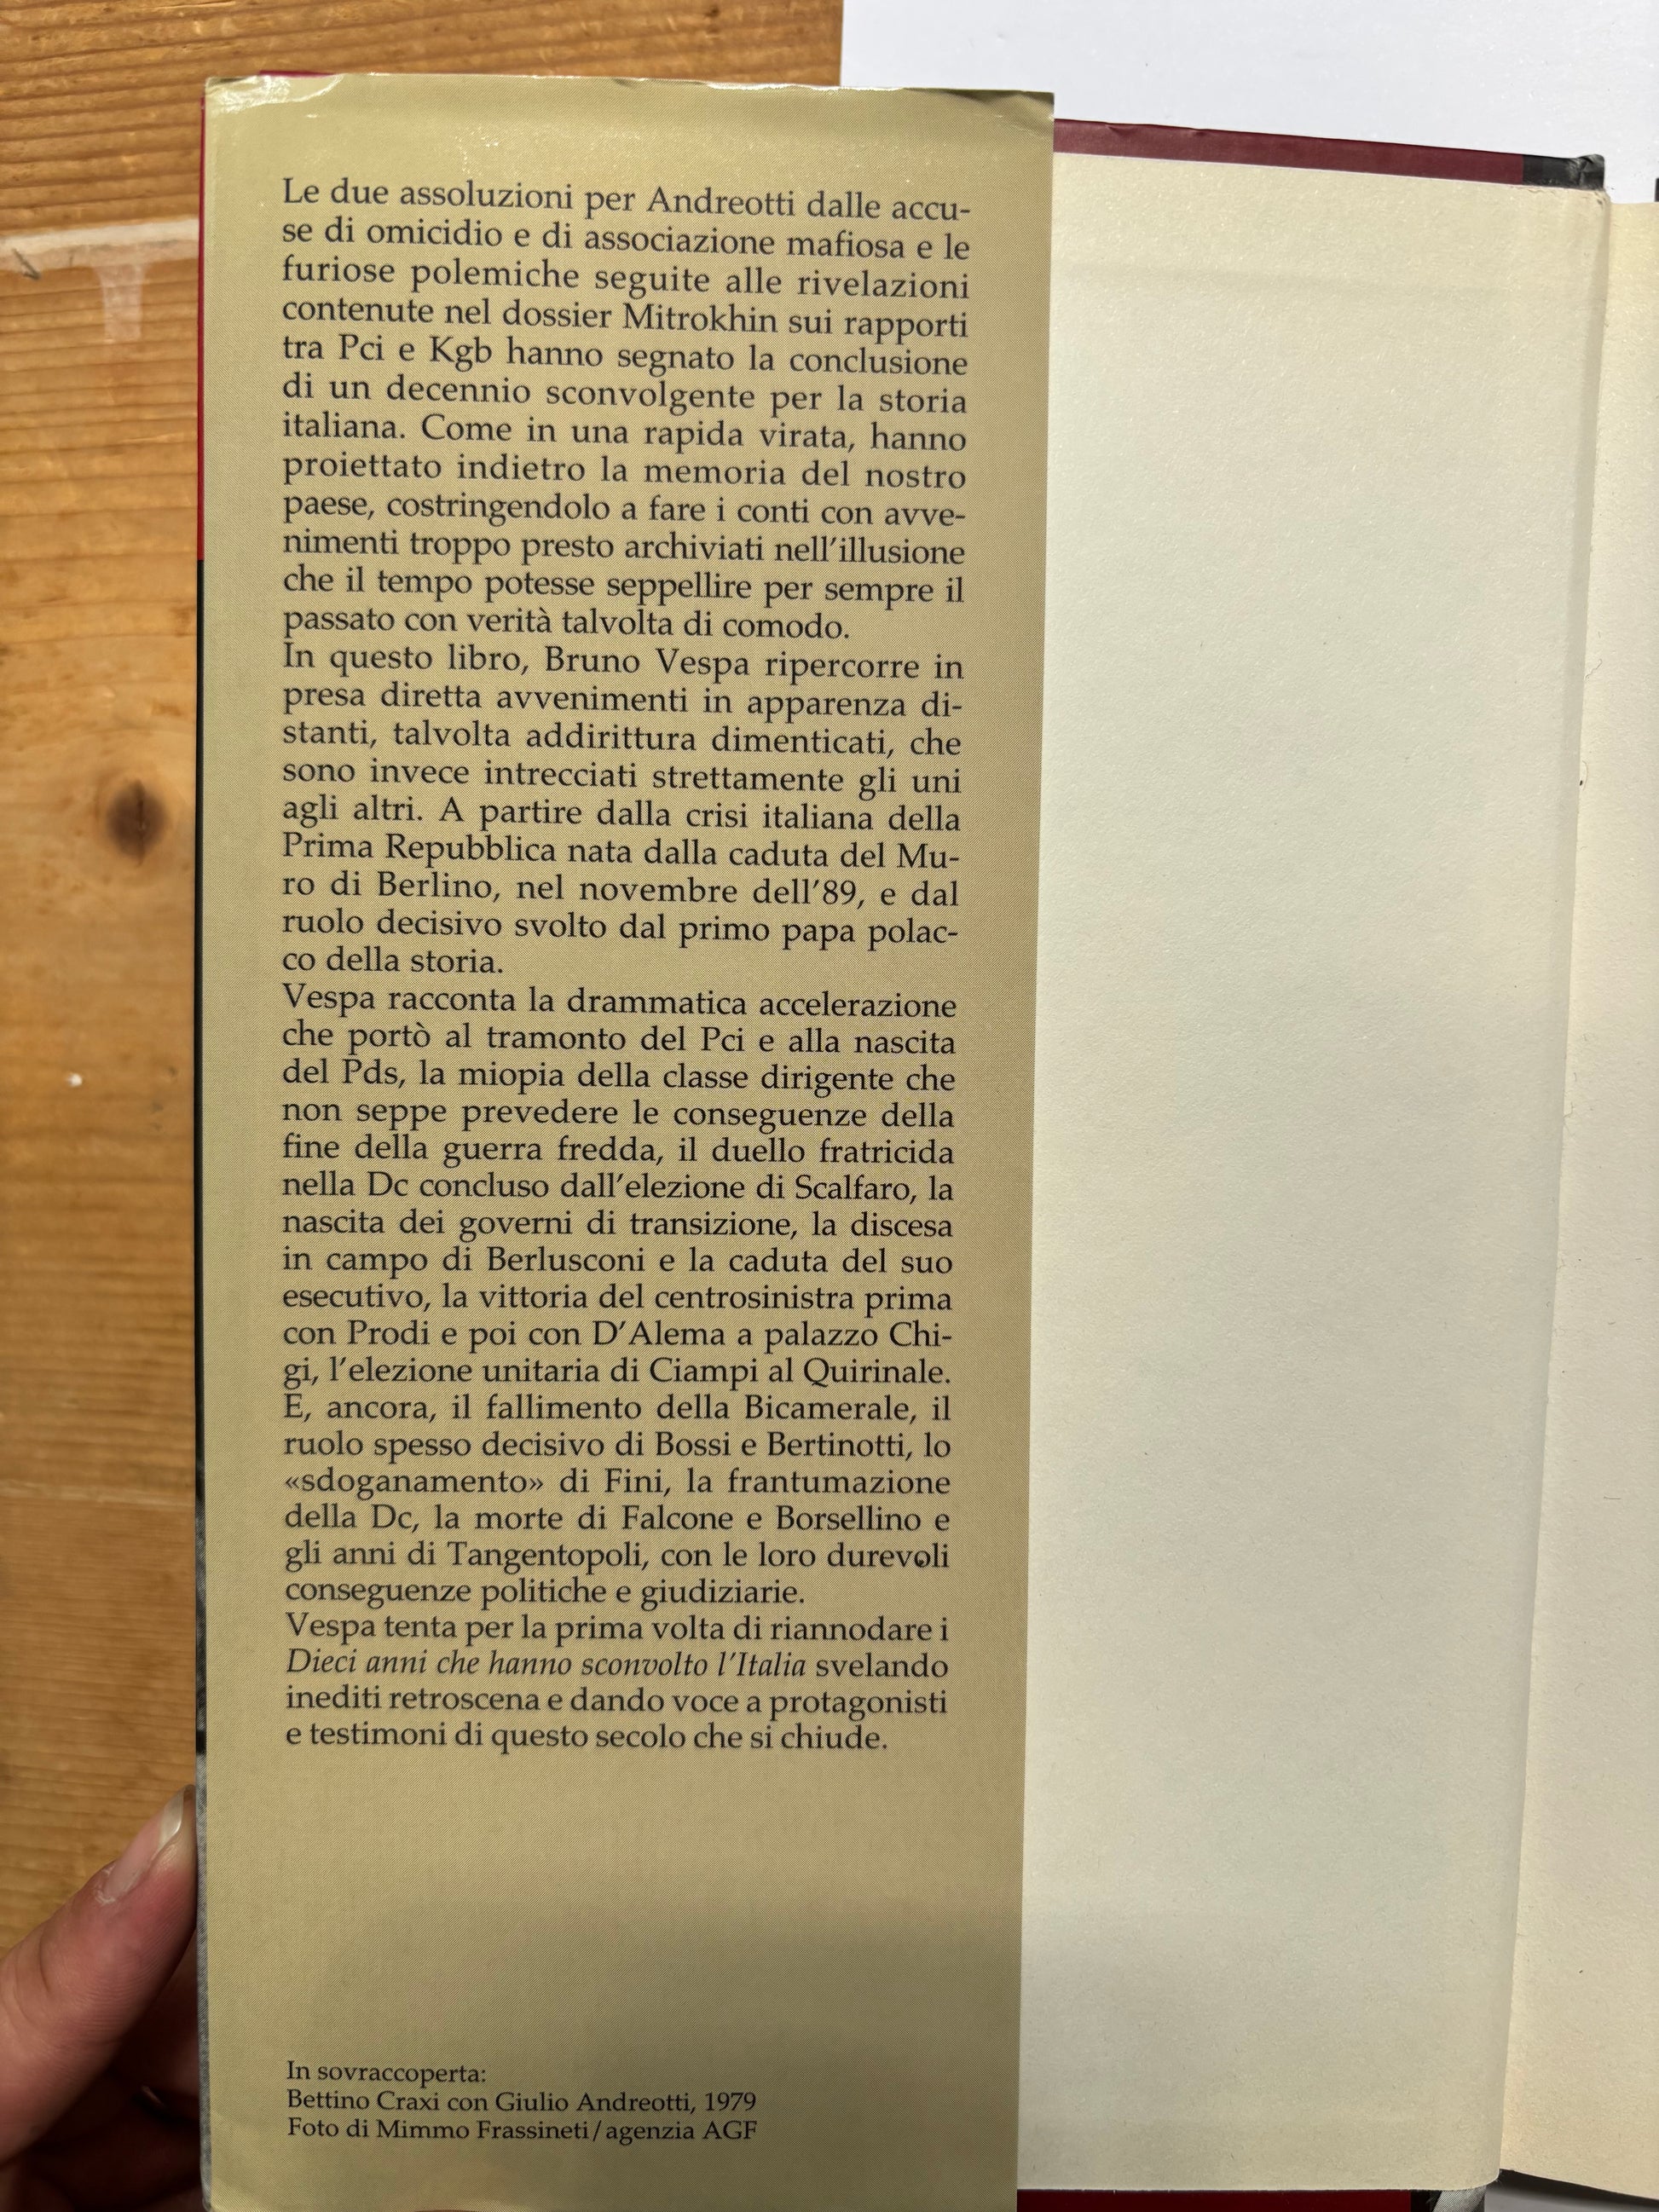 Le due assoluzioni per Andreotti dalle accu-
se di omicidio e di associazione mafiosa e le
furiose polemiche seguite alle rivelazioni
contenute nel dossier Mitrokhin sui rapporti
tra Pci e Kgb hanno segnato la conclusione
di un decennio sconvolgente per la storia
italiana. Come in una rapida virata, hanno
proiettato indietro la memoria del nostro
paese, costringendolo a fare i conti con avve-
nimenti troppo presto archiviati nell'illusione
che il tempo potesse seppellire per sempre il
passato con verità talvolta di comodo.
In questo libro, Bruno Vespa ripercorre in
presa diretta avvenimenti in apparenza di-
stanti, talvolta addirittura dimenticati, che
sono invece intrecciati strettamente gli uni
agli altri. A partire dalla crisi italiana della
Prima Repubblica nata dalla caduta del Mu-
ro di Berlino, nel novembre dell'89, e dal
ruolo decisivo svolto dal primo papa polac-
co della storia.
Vespa racconta la drammatica accelerazione
che portò al tramonto del Pci e alla nascita
del Pds, la miopia della classe dirigente che
non seppe prevedere le conseguenze della
fine della guerra fredda, il duello fratricida
nella Dc concluso dall'elezione di Scalfaro, la
nascita dei governi di transizione, la discesa
in campo di Berlusconi e la caduta del suo
esecutivo, la vittoria del centrosinistra prima
con Prodi e poi con D'Alema a palazzo Chi-
gi, l'elezione unitaria di Ciampi al Quirinale.
E, ancora, il fallimento della Bicamerale, il
ruolo spesso decisivo di Bossi e Bertinotti, lo
«sdoganamento» di Fini, la frantumazione
della Dc, la morte di Falcone e Borsellino e
gli anni di Tangentopoli, con le loro durevoli
conseguenze politiche e giudiziarie.
Vespa tenta per la prima volta di riannodare i
Dieci anni che hanno sconvolto l'Italia svelando
inediti retroscena e dando voce a protagonisti
e testimoni di questo secolo che si chiude.
In sovraccoperta:
Bettino Craxi con Giulio Andreotti, 1979
Foto di Mimmo Frassineti/agenzia AGF